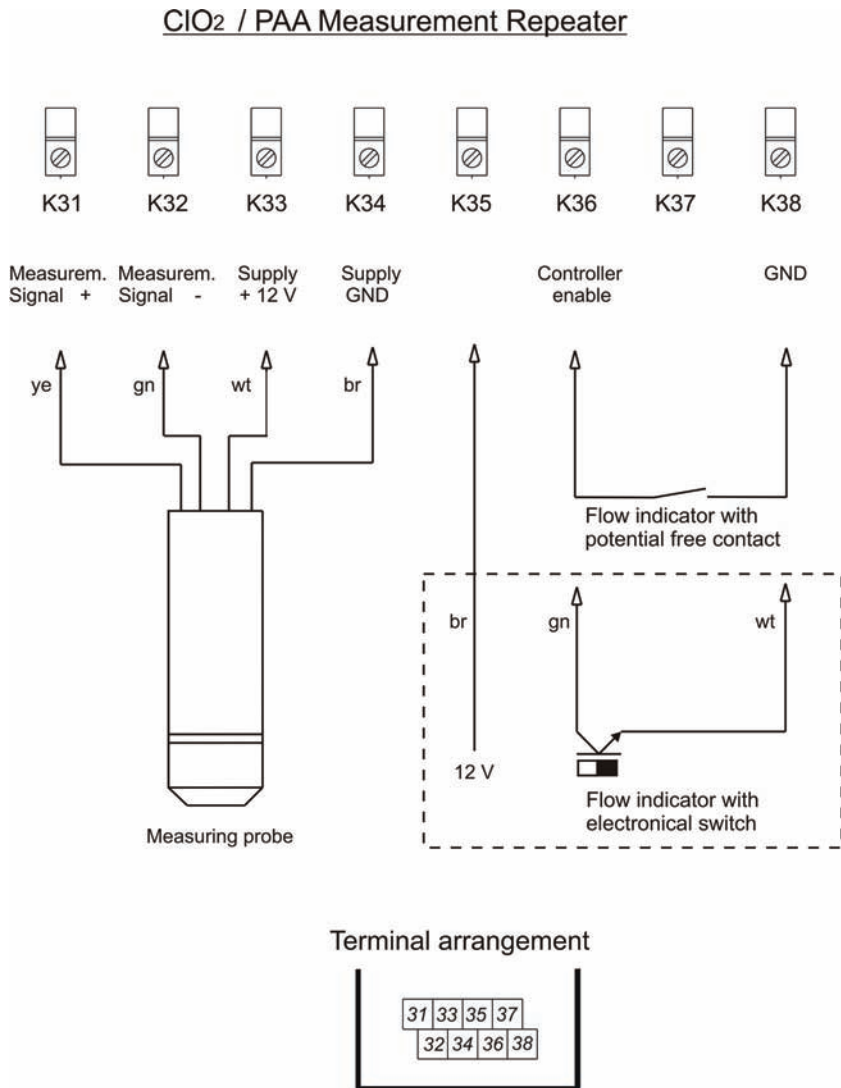 ClO2 / PAA Measurement Repeater
K31 K32 K33 K34 K35 K36 K37 K38
Measurem. Measurem. Supply Supply Controller GND
Signal + Signal - + 12 V GND enable
ye gn wt br
Flow indicator with
potential free contact
br gn wt
12 V
Flow indicator with
electronical switch
Measuring probe
Terminal arrangement
31 33 35 37
32 34 36 38